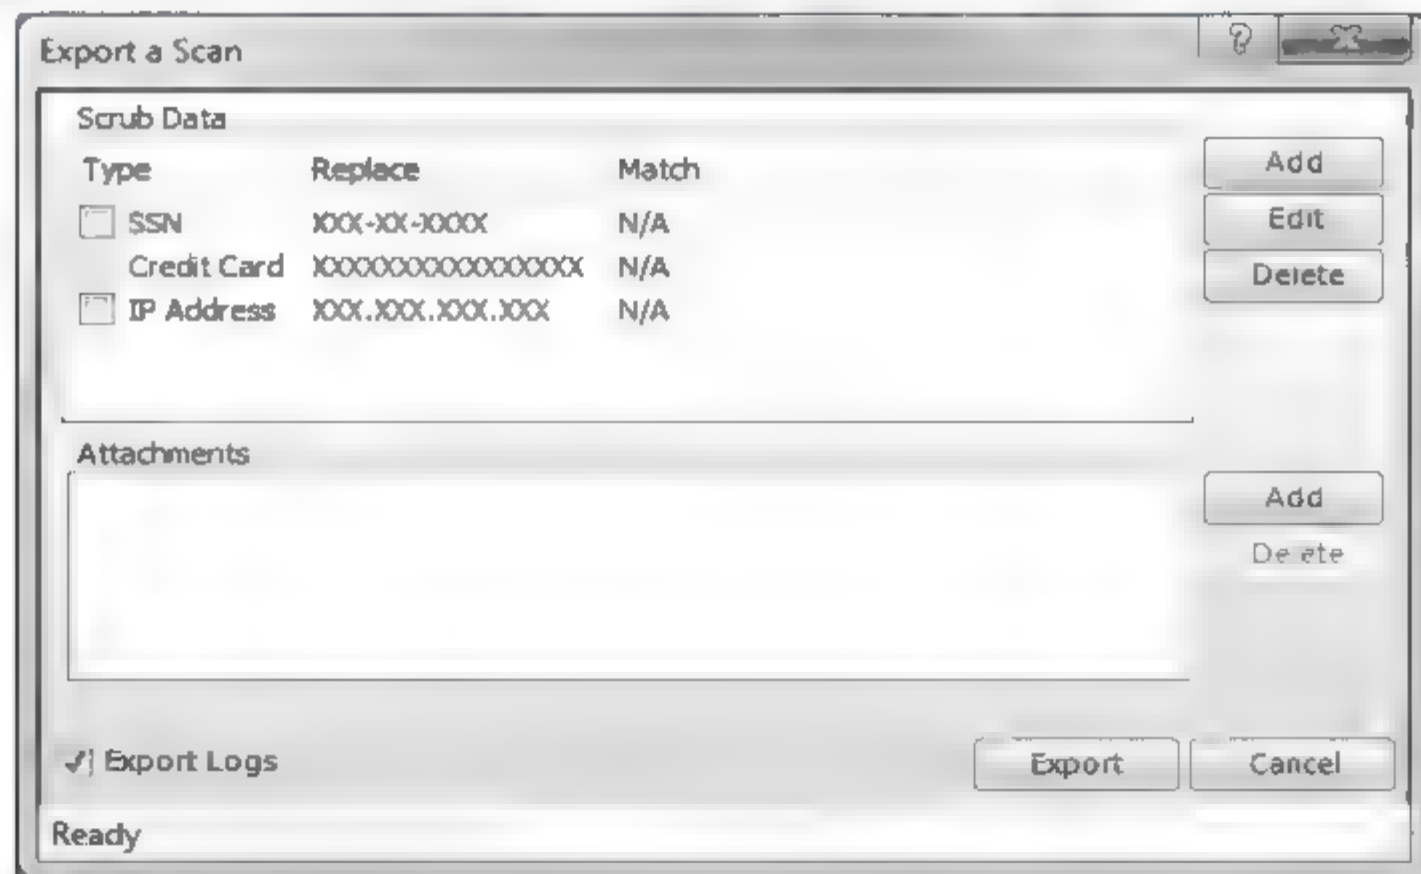 Export a Scan
Scrub Data
Type Replace Match
SSN XXX-XX-XXXX N/A
Credit Card XXXXXXXXXXXXXXXX N/A
IP Address XXX.XXX.XXX.XXX N/A
Add
Edit
Delete
Attachments
Add
Delete
Export Logs
Export Cancel
Ready